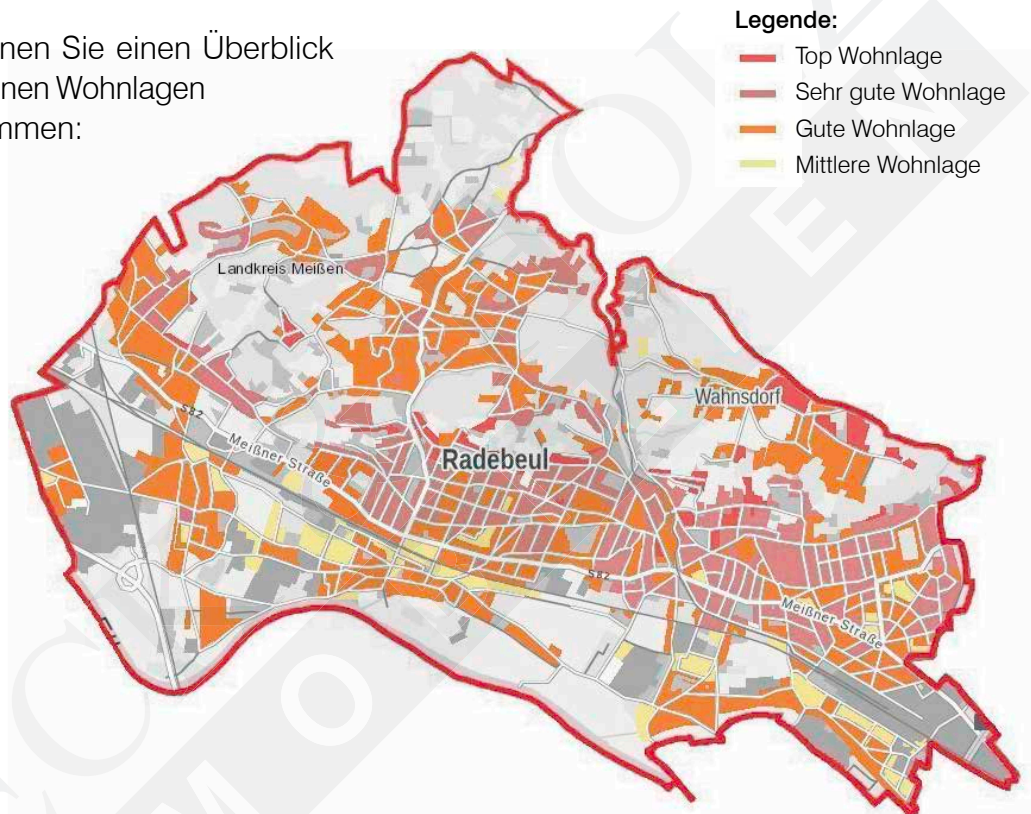 nen Sie einen Überblick
nen Wohnlagen
mmen:
Legende:
Top Wohnlage
Sehr gute Wohnlage
Gute Wohnlage
Mittlere Wohnlage
Landkreis Meißen
S82
Meißner Straße
Wahnsdorf
Radebeul
S82
Meißner Straße